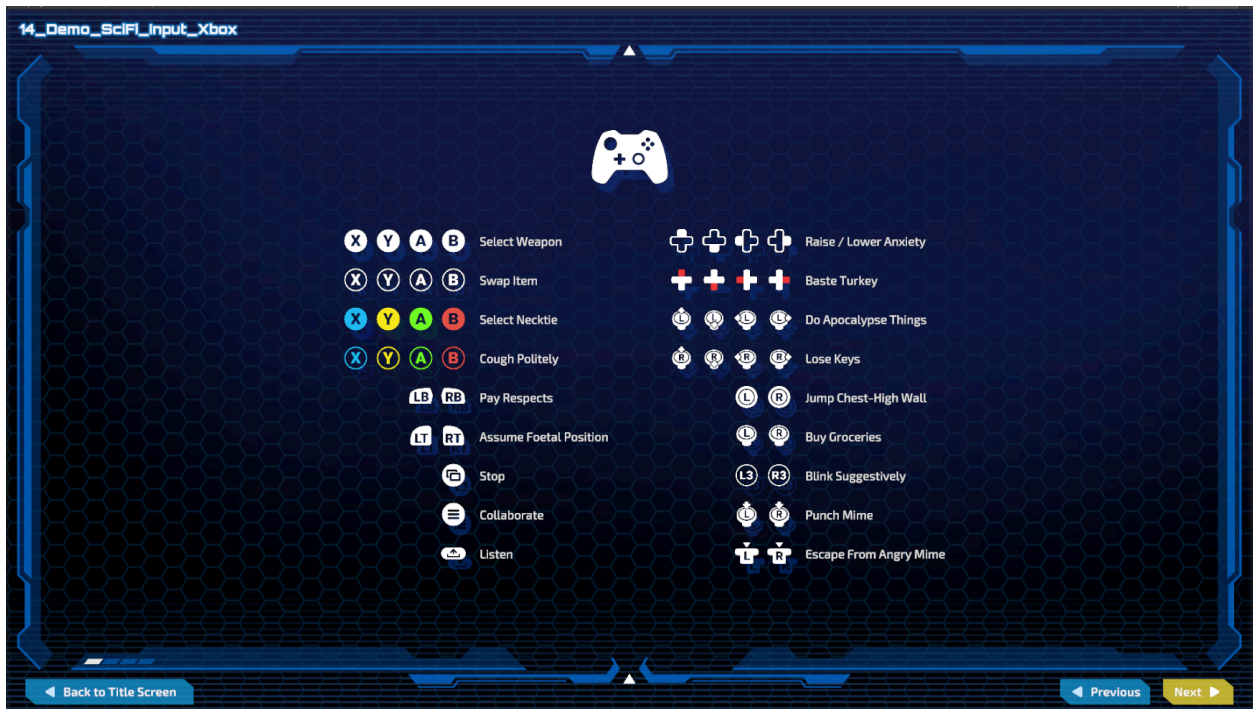 14_Demo_SciFi_Input_Xbox
X Y A B Select Weapon
X Y A B Swap Item
X Y A B Select Necktie
X Y A B Cough Politely
LB RB Pay Respects
LT RT Assume Foetal Position
Stop
Collaborate
Listen
Raise / Lower Anxiety
Baste Turkey
L L L L Do Apocalypse Things
R R R R Lose Keys
L R Jump Chest-High Wall
L R Buy Groceries
L3 R3 Blink Suggestively
L R Punch Mime
L R Escape From Angry Mime
Back to Title Screen
Previous
Next